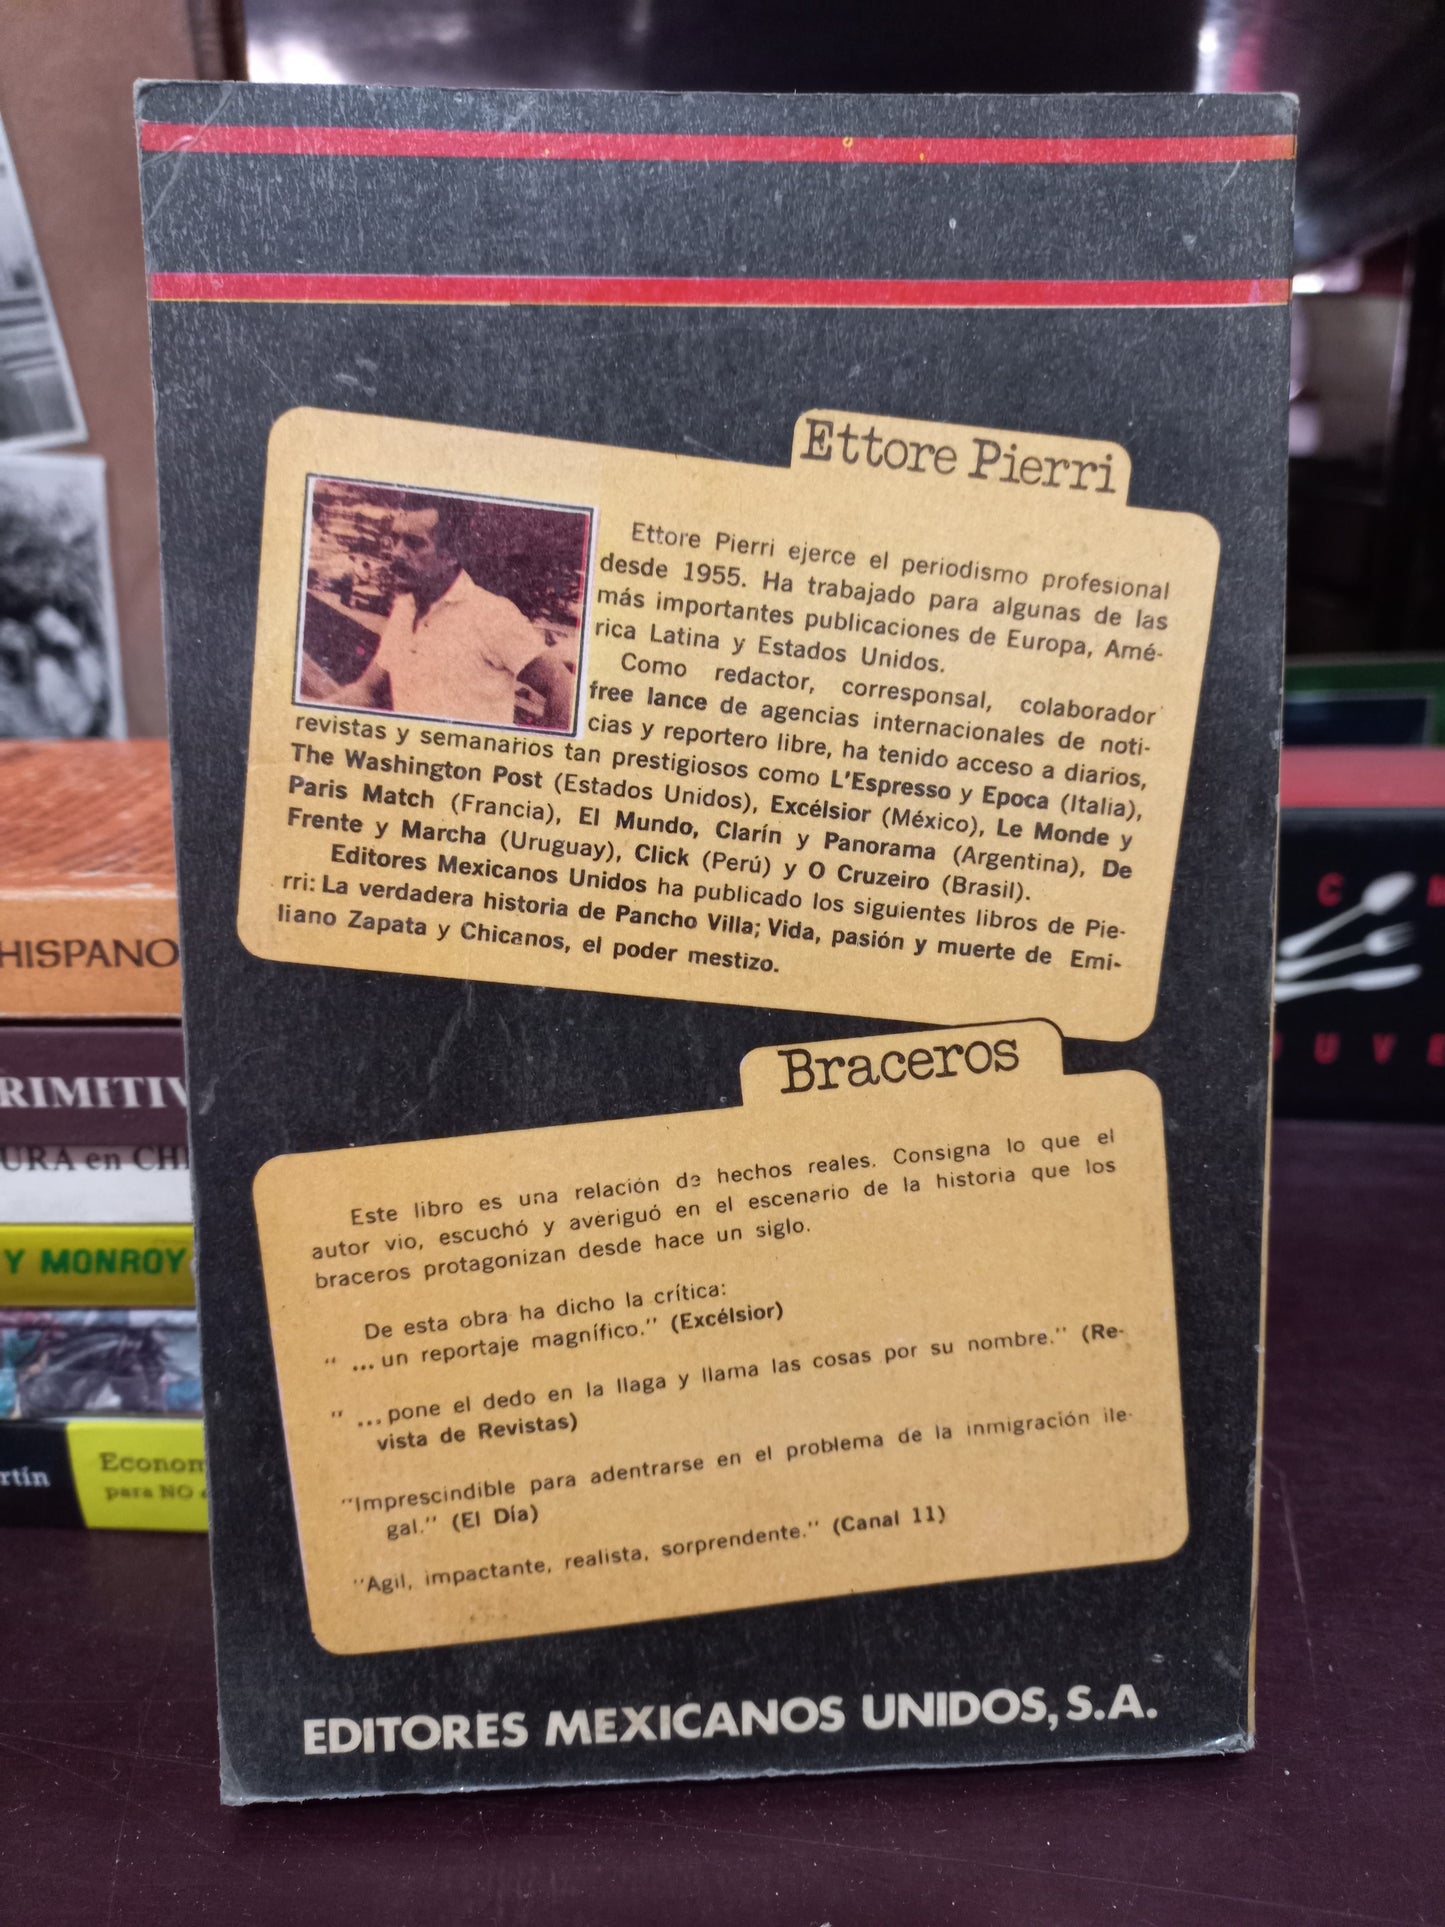 Ettore Pierri
Ettore Pierri ejerce el periodismo profesional
desde 1955. Ha trabajado para algunas de las
más importantes publicaciones de Europa, Amé-
rica Latina y Estados Unidos.
Como redactor, corresponsal, colaborador
free lance de agencias internacionales de noti-
cias y reportero libre, ha tenido acceso a diarios,
revistas y semanarios tan prestigiosos como L'Espresso y Epoca (Italia),
The Washington Post (Estados Unidos), Excélsior (México), Le Monde y
Paris Match (Francia), El Mundo, Clarín y Panorama (Argentina), De
Frente y Marcha (Uruguay), Click (Perú) y O Cruzeiro (Brasil).
Editores Mexicanos Unidos ha publicado los siguientes libros de Pie-
rri: La verdadera historia de Pancho Villa; Vida, pasión y muerte de Emi-
liano Zapata y Chicanos, el poder mestizo.
Braceros
Este libro es una relación de hechos reales. Consigna lo que el
autor vio, escuchó y averiguó en el escenario de la historia que los
braceros protagonizan desde hace un siglo.
De esta obra ha dicho la crítica:
"...un reportaje magnífico." (Excélsior)
"...pone el dedo en la llaga y llama las cosas por su nombre." (Re-
vista de Revistas)
"Imprescindible para adentrarse en el problema de la inmigración ile-
gal." (El Día)
"Agil, impactante, realista, sorprendente." (Canal 11)
EDITORES MEXICANOS UNIDOS, S.A.
HISPANO
RIMITIV
URA en CHI
Y MONROY
rtín
Econom
para NO
C
U V E